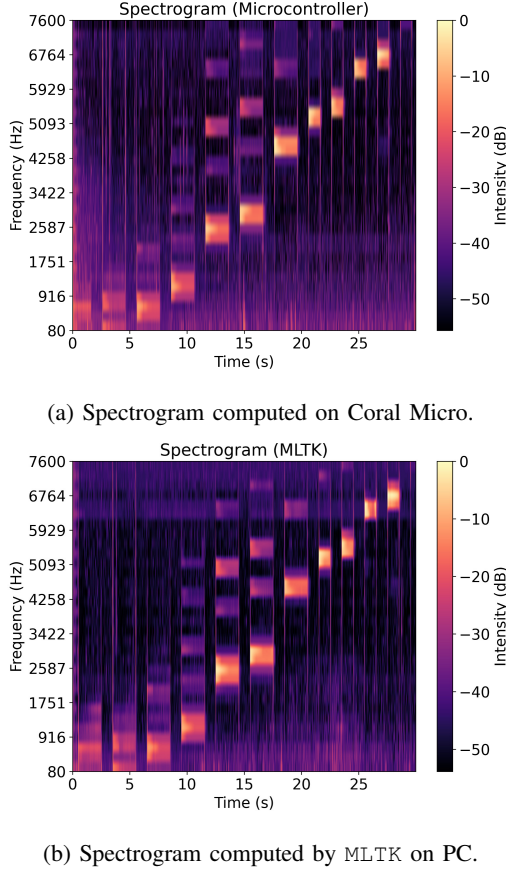 Spectrogram (Microcontroller)
7600
6764
5929
5093
4258
3422
2587
1751
916
80
Frequency (Hz)
0 5 10 15 20 25
Time (s)
0
−10
−20
−30
−40
−50
Intensity (dB)
(a) Spectrogram computed on Coral Micro.
Spectrogram (MLTK)
7600
6764
5929
5093
4258
3422
2587
1751
916
80
Frequency (Hz)
0 5 10 15 20 25
Time (s)
0
−10
−20
−30
−40
−50
Intensity (dB)
(b) Spectrogram computed by MLTK on PC.